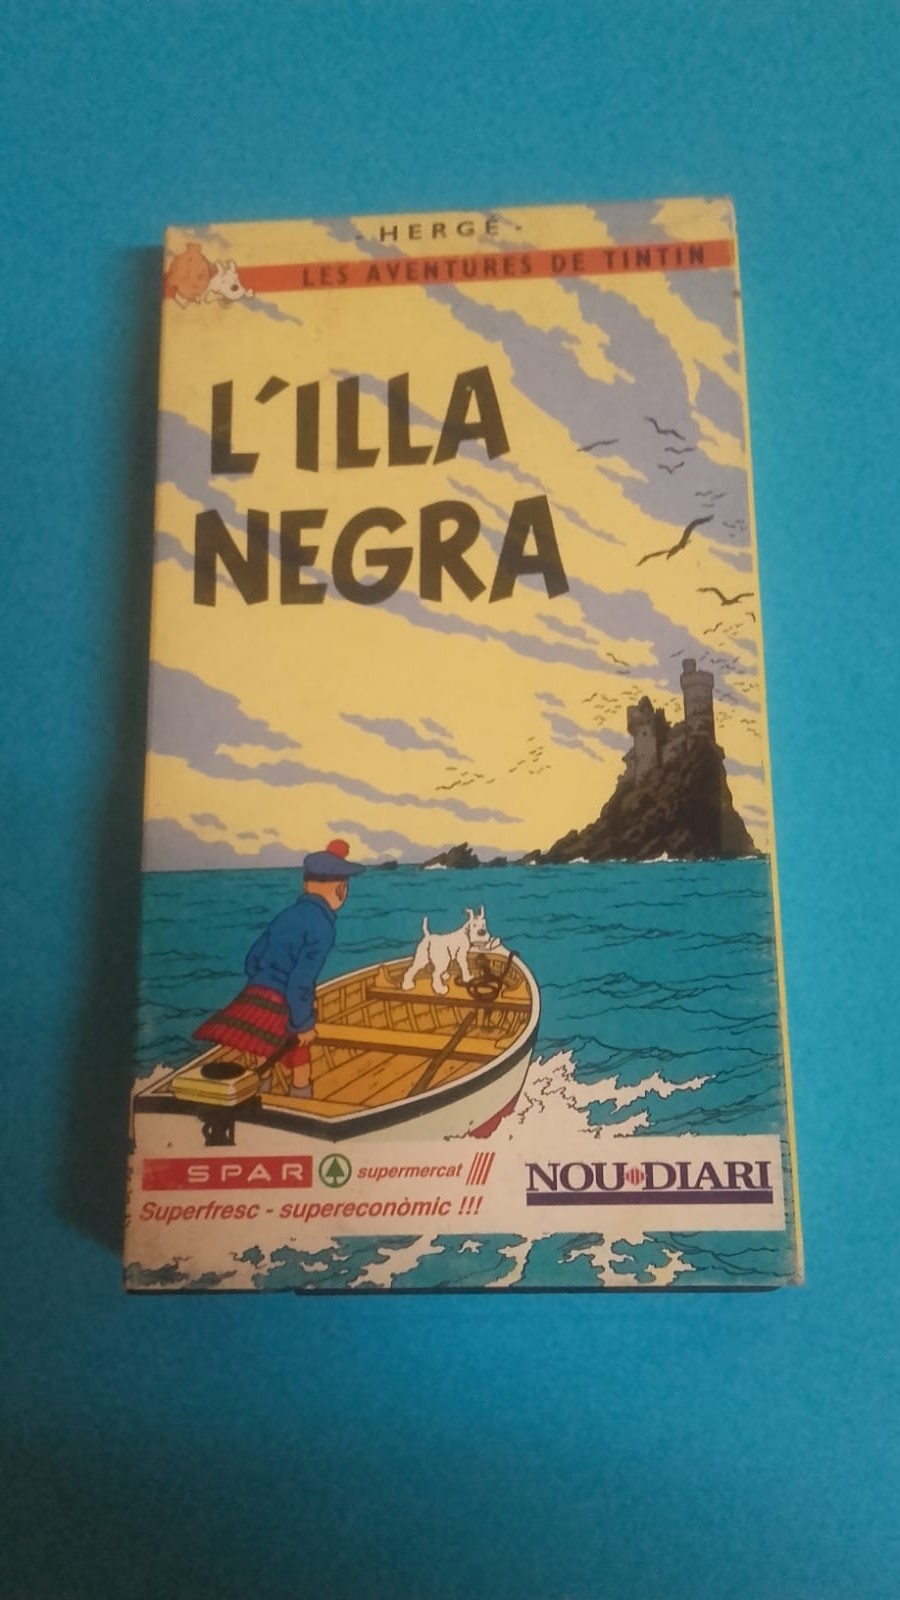 - HERGÉ -
LES AVENTURES DE TINTIN
L'ILLA
NEGRA
SPAR supermercat
Superfresc - supereconòmic !!!
NOU DIARI